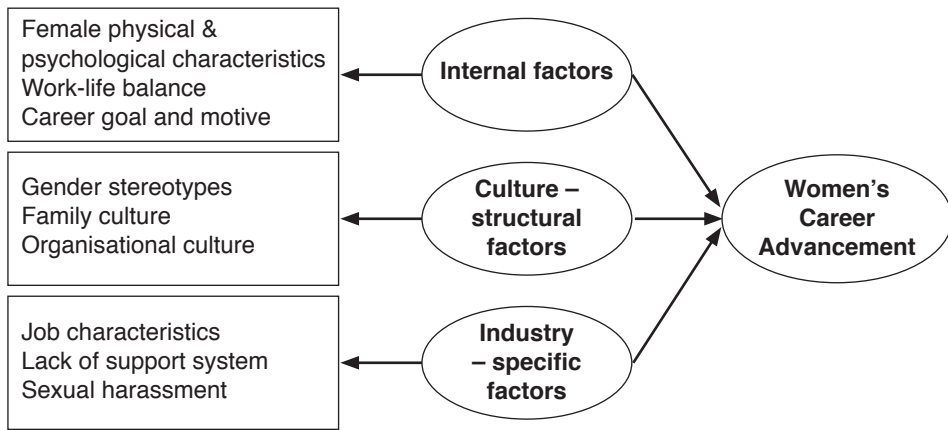 Female physical &
psychological characteristics
Work-life balance
Career goal and motive
Internal factors
Gender stereotypes
Family culture
Organisational culture
Culture –
structural
factors
Women’s
Career
Advancement
Job characteristics
Lack of support system
Sexual harassment
Industry
– specific
factors